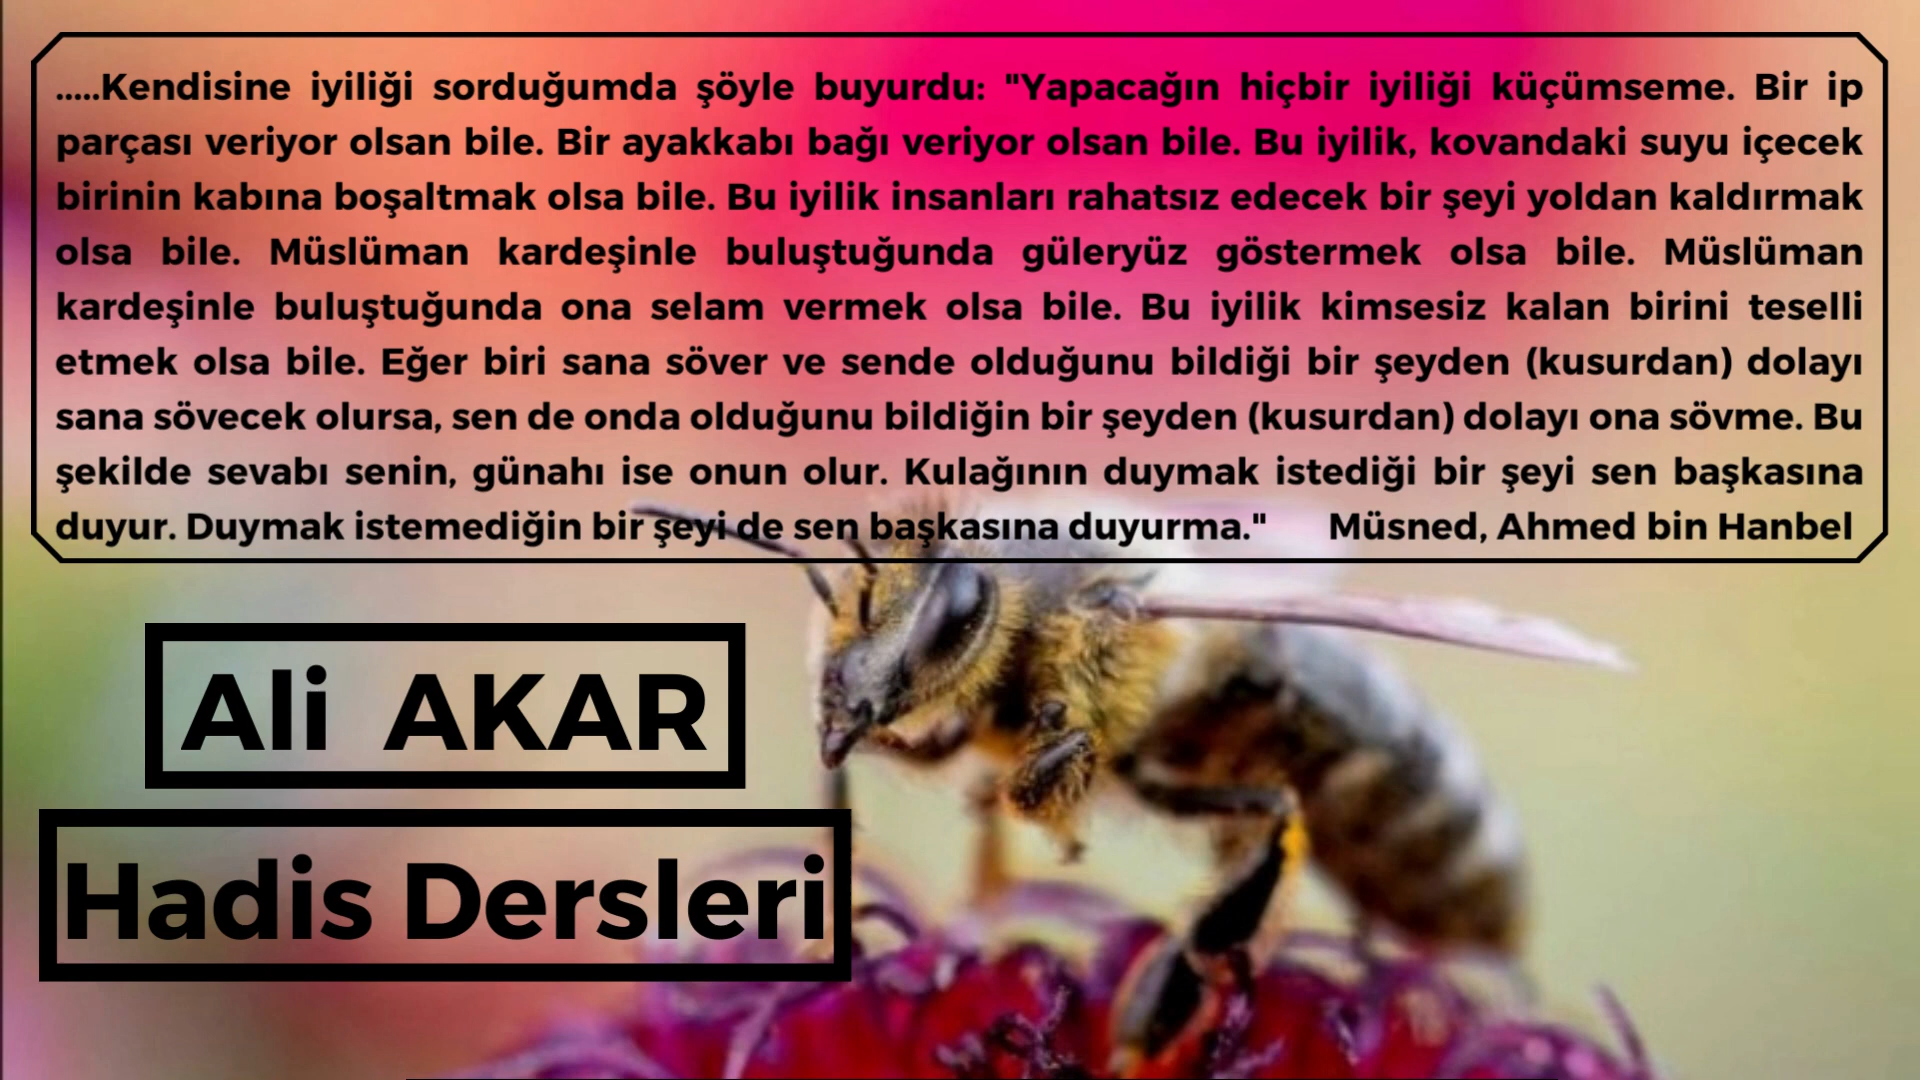 .....Kendisine iyiliği sorduğumda şöyle buyurdu: "Yapacağın hiçbir iyiliği küçümseme. Bir ip
parçası veriyor olsan bile. Bir ayakkabı bağı veriyor olsan bile. Bu iyilik, kovandaki suyu içecek
birinin kabına boşaltmak olsa bile. Bu iyilik insanları rahatsız edecek bir şeyi yoldan kaldırmak
olsa bile. Müslüman kardeşinle buluştuğunda güleryüz göstermek olsa bile. Müslüman
kardeşinle buluştuğunda ona selam vermek olsa bile. Bu iyilik kimsesiz kalan birini teselli
etmek olsa bile. Eğer biri sana söver ve sende olduğunu bildiği bir şeyden (kusurdan) dolayı
sana sövecek olursa, sen de onda olduğunu bildiğin bir şeyden (kusurdan) dolayı ona sövme. Bu
şekilde sevabı senin, günahı ise onun olur. Kulağının duymak istediği bir şeyi sen başkasına
duyur. Duymak istemediğin bir şeyi de sen başkasına duyurma." Müsned, Ahmed bin Hanbel
Ali AKAR
Hadis Dersleri